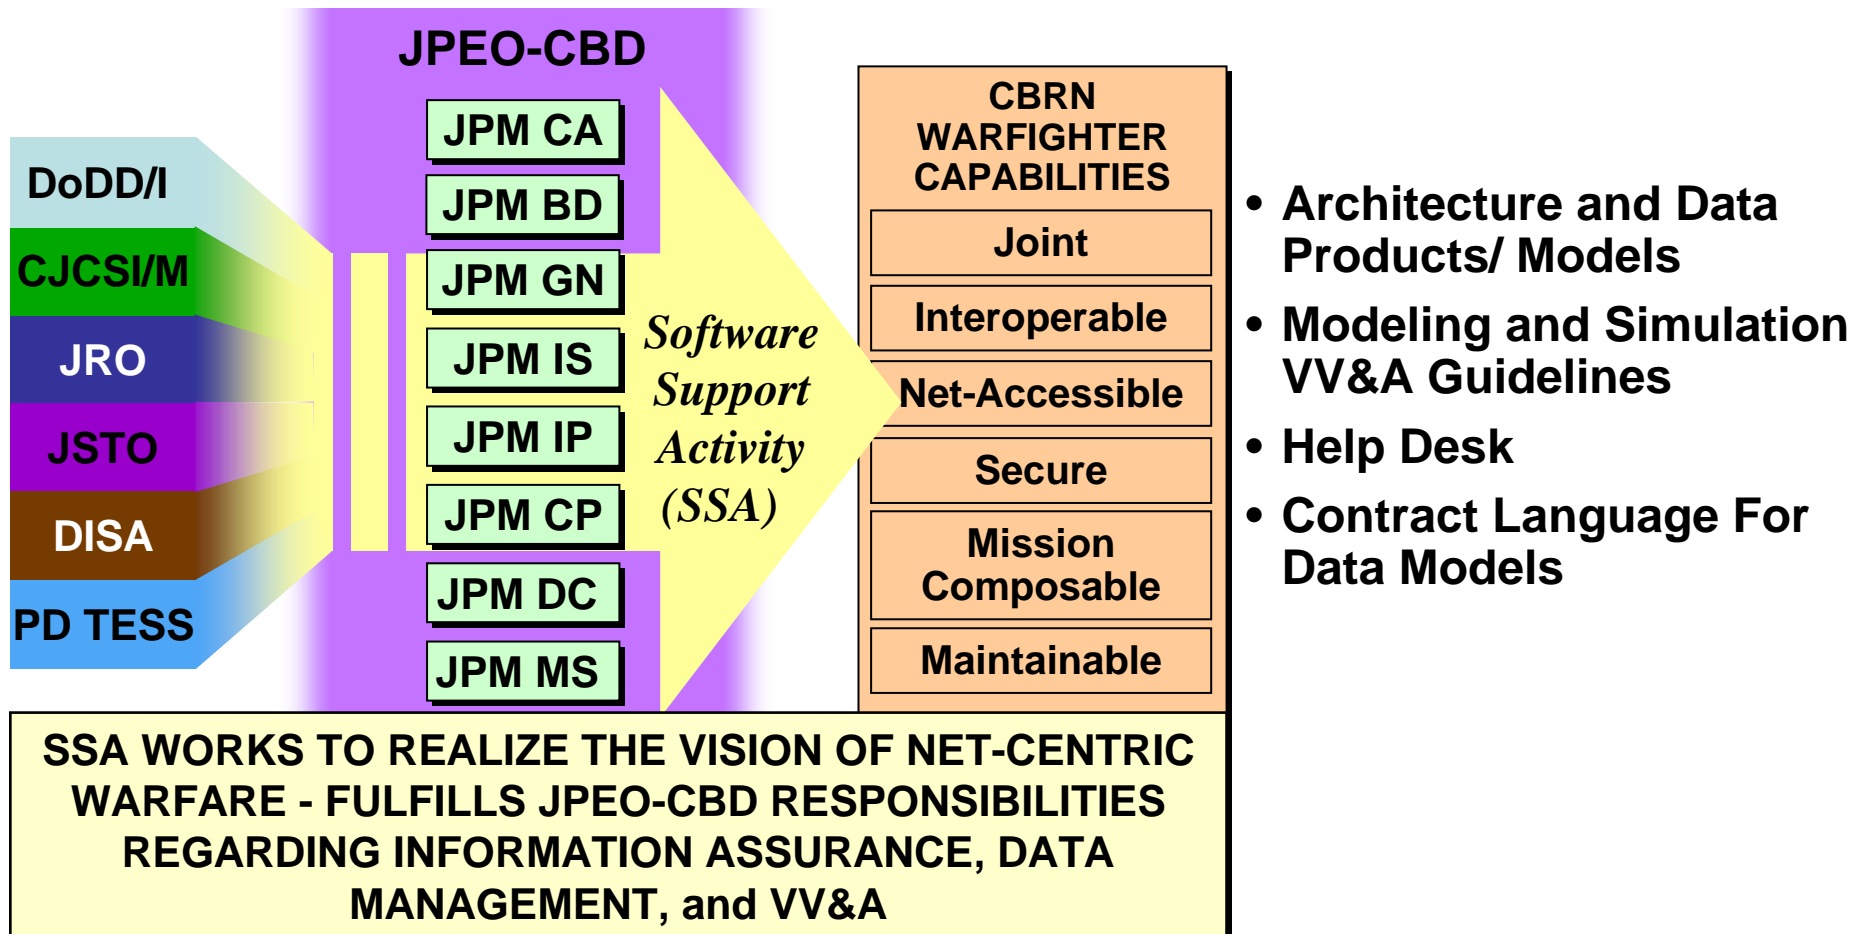 JPEO-CBD
DoDD/I
CJCSI/M
JRO
JSTO
DISA
PD TESS
JPM CA
JPM BD
JPM GN
JPM IS
JPM IP
JPM CP
JPM DC
JPM MS
Software
Support
Activity
(SSA)
CBRN
WARFIGHTER
CAPABILITIES
Joint
Interoperable
Net-Accessible
Secure
Mission
Composable
Maintainable
• Architecture and Data
Products/ Models
• Modeling and Simulation
VV&A Guidelines
• Help Desk
• Contract Language For
Data Models
SSA WORKS TO REALIZE THE VISION OF NET-CENTRIC
WARFARE - FULFILLS JPEO-CBD RESPONSIBILITIES
REGARDING INFORMATION ASSURANCE, DATA
MANAGEMENT, and VV&A